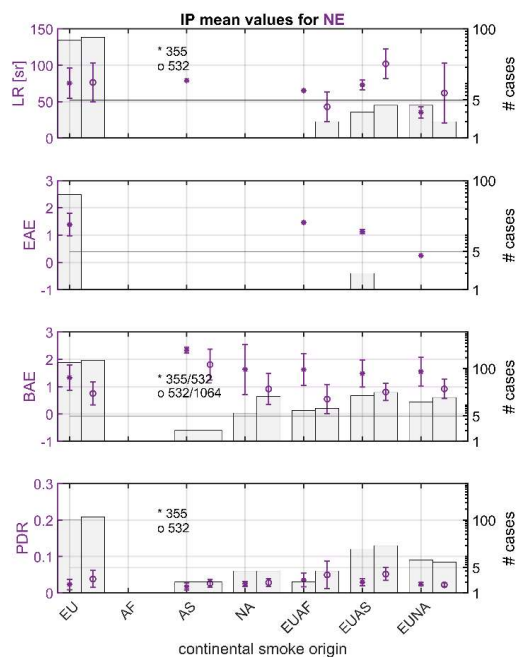 IP mean values for NE
150
100
50
0
LR [sr]
* 355
o 532
100
5
1
# cases
3
2
1
0
-1
EAE
100
5
1
# cases
3
2
1
0
-1
BAE
* 355/532
o 532/1064
100
5
1
# cases
0.3
0.2
0.1
0
PDR
* 355
o 532
100
5
1
# cases
EU AF AS NA EUAF EUAS EUNA
continental smoke origin